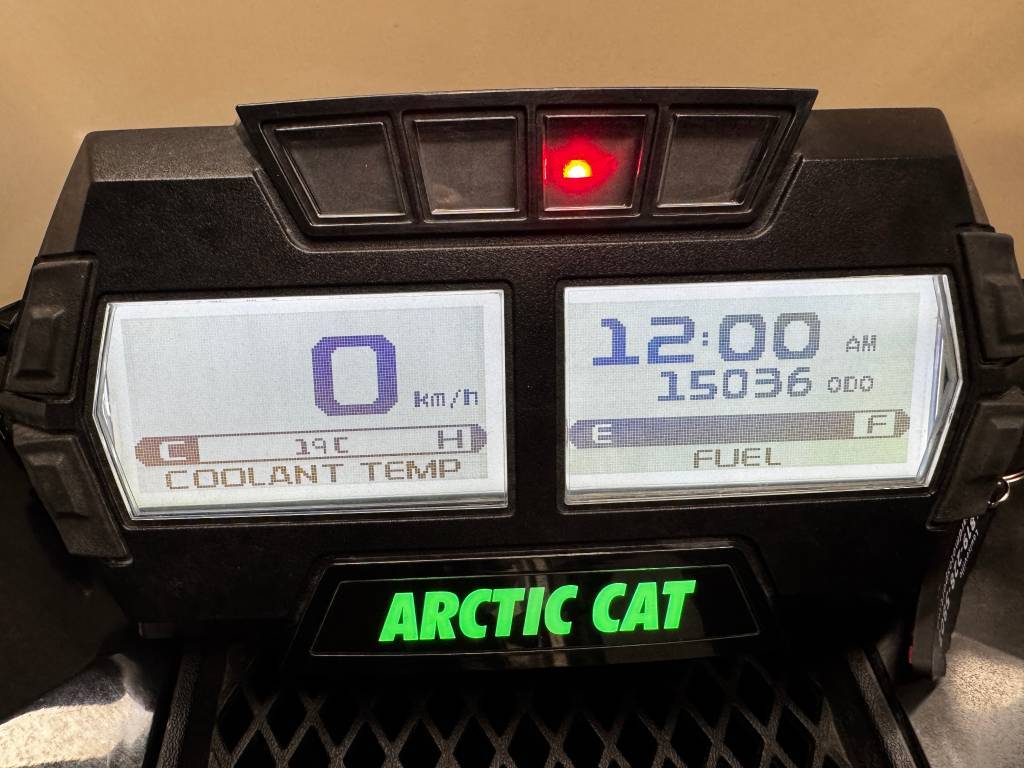 0 km/h
C 19C H
COOLANT TEMP
12:00 AM
15036 ODO
E F
FUEL
ARCTIC CAT